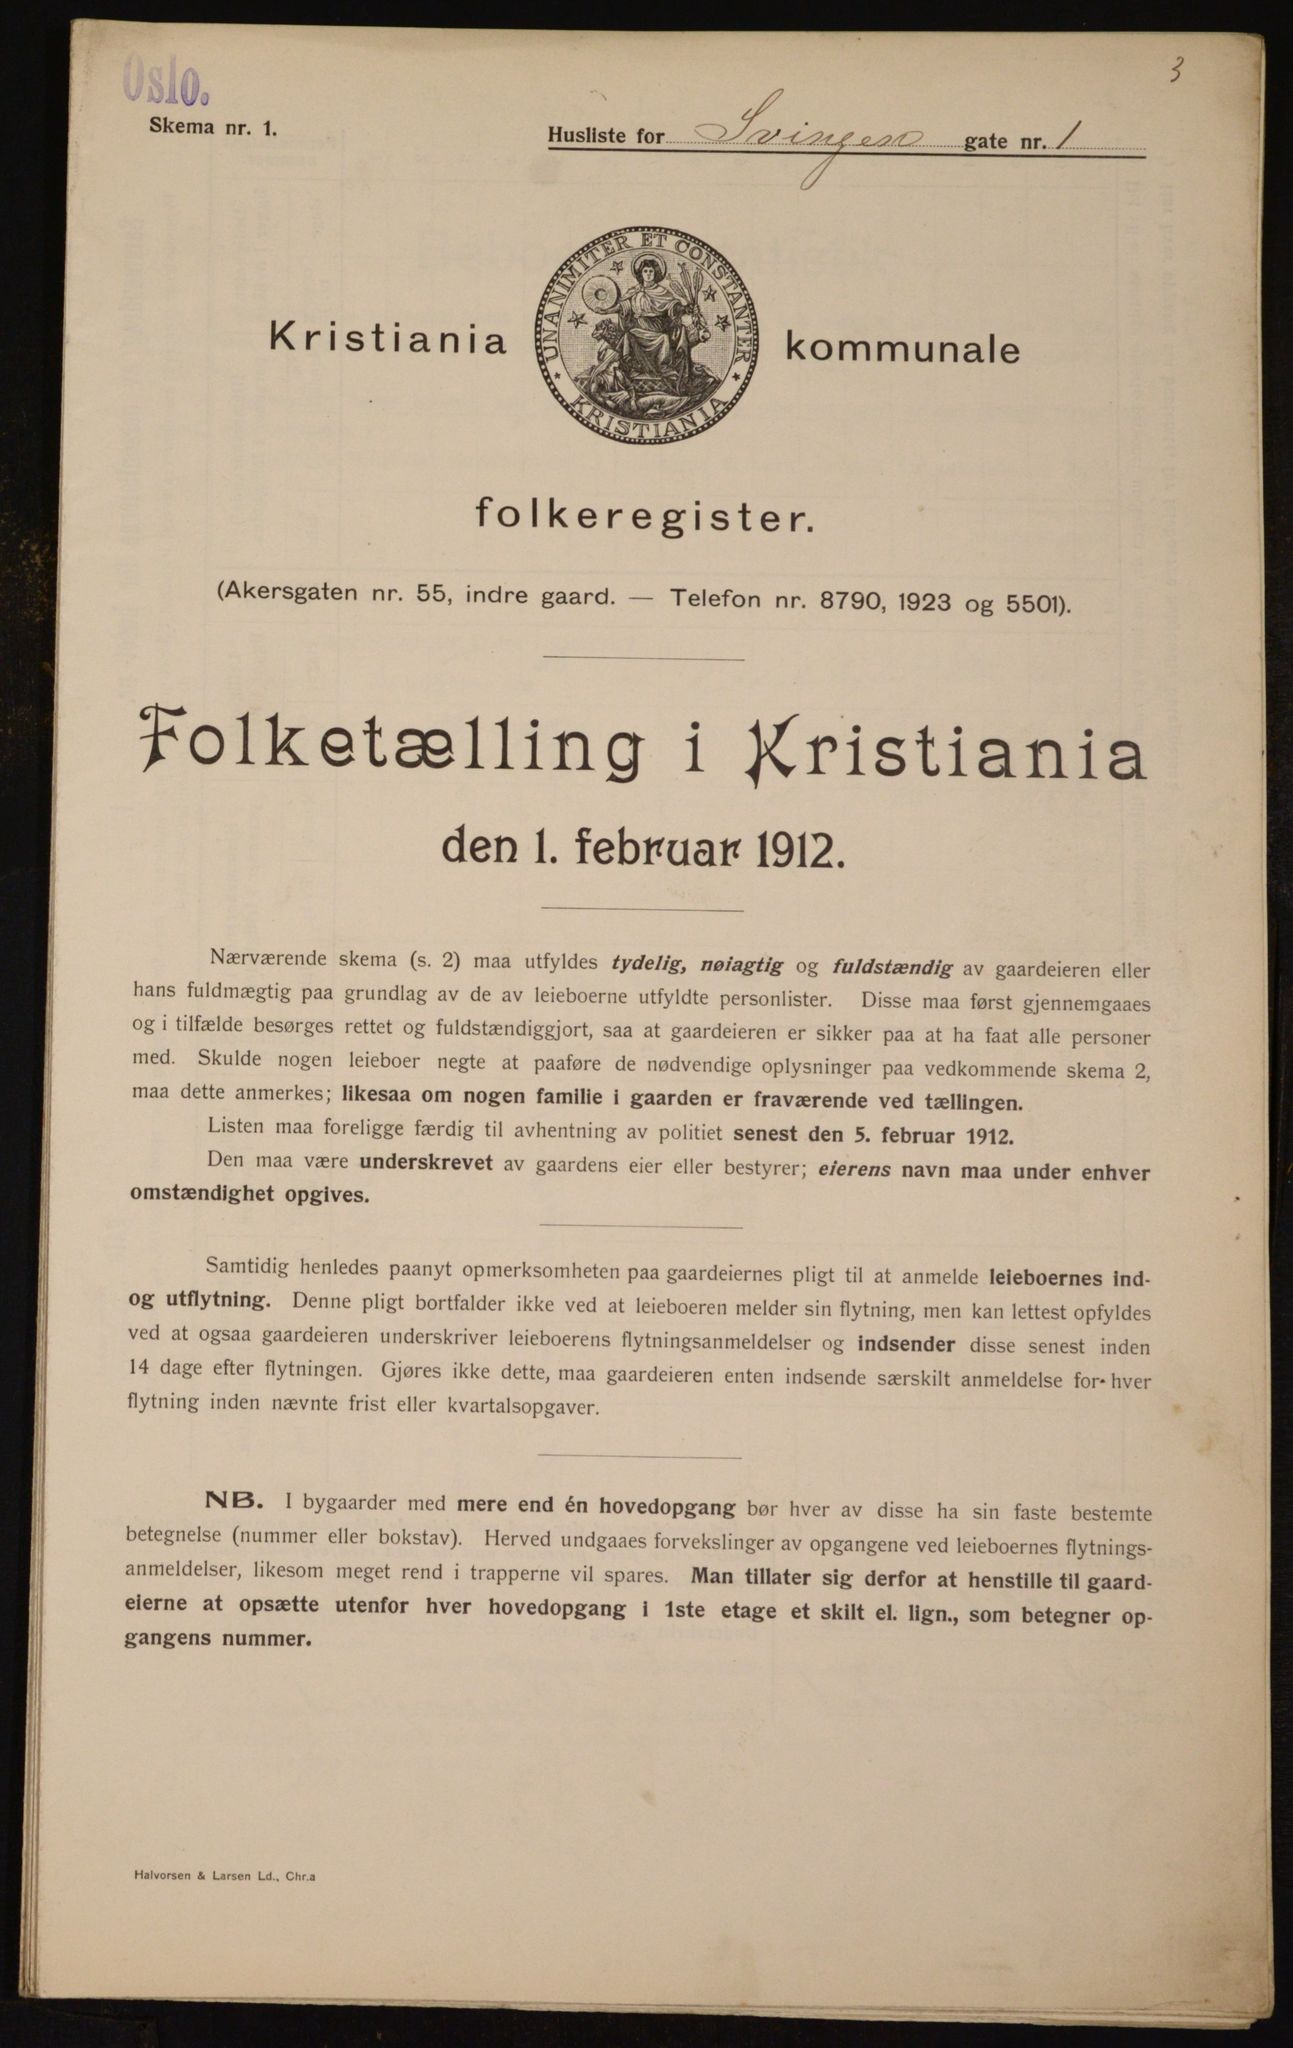 3
Oslo.
Skema nr. 1.
Husliste for Svingen gate nr. 1
UNANIMITER ET CONSTANTER
KRISTIANIA
Kristiania kommunale
folkeregister.
(Akersgaten nr. 55, indre gaard. — Telefon nr. 8790, 1923 og 5501).
Folketælling i Kristiania
den 1. februar 1912.
Nærværende skema (s. 2) maa utfyldes tydelig, nøiagtig og fuldstændig av gaardeieren eller
hans fuldmægtig paa grundlag av de av leieboerne utfyldte personlister. Disse maa først gjennemgaaes
og i tilfælde besørges rettet og fuldstændiggjort, saa at gaardeieren er sikker paa at ha faat alle personer
med. Skulde nogen leieboer negte at paaføre de nødvendige oplysninger paa vedkommende skema 2,
maa dette anmerkes; likesaa om nogen familie i gaarden er fraværende ved tællingen.
Listen maa foreligge færdig til avhentning av politiet senest den 5. februar 1912.
Den maa være underskrevet av gaardens eier eller bestyrer; eierens navn maa under enhver
omstændighet opgives.
Samtidig henledes paanyt opmerksomheten paa gaardeiernes pligt til at anmelde leieboernes ind-
og utflytning. Denne pligt bortfalder ikke ved at leieboeren melder sin flytning, men kan lettest opfyldes
ved at ogsaa gaardeieren underskriver leieboerens flytningsanmeldelser og indsender disse senest inden
14 dage efter flytningen. Gjøres ikke dette, maa gaardeieren enten indsende særskilt anmeldelse for hver
flytning inden nævnte frist eller kvartalsopgaver.
NB. I bygaarder med mere end én hovedopgang bør hver av disse ha sin faste bestemte
betegnelse (nummer eller bokstav). Herved undgaaes forvekslinger av opgangene ved leieboernes flytnings-
anmeldelser, likesom meget rend i trapperne vil spares. Man tillater sig derfor at henstille til gaard-
eierne at opsætte utenfor hver hovedopgang i 1ste etage et skilt el. lign., som betegner op-
gangens nummer.
Halvorsen & Larsen Ld., Chr.a